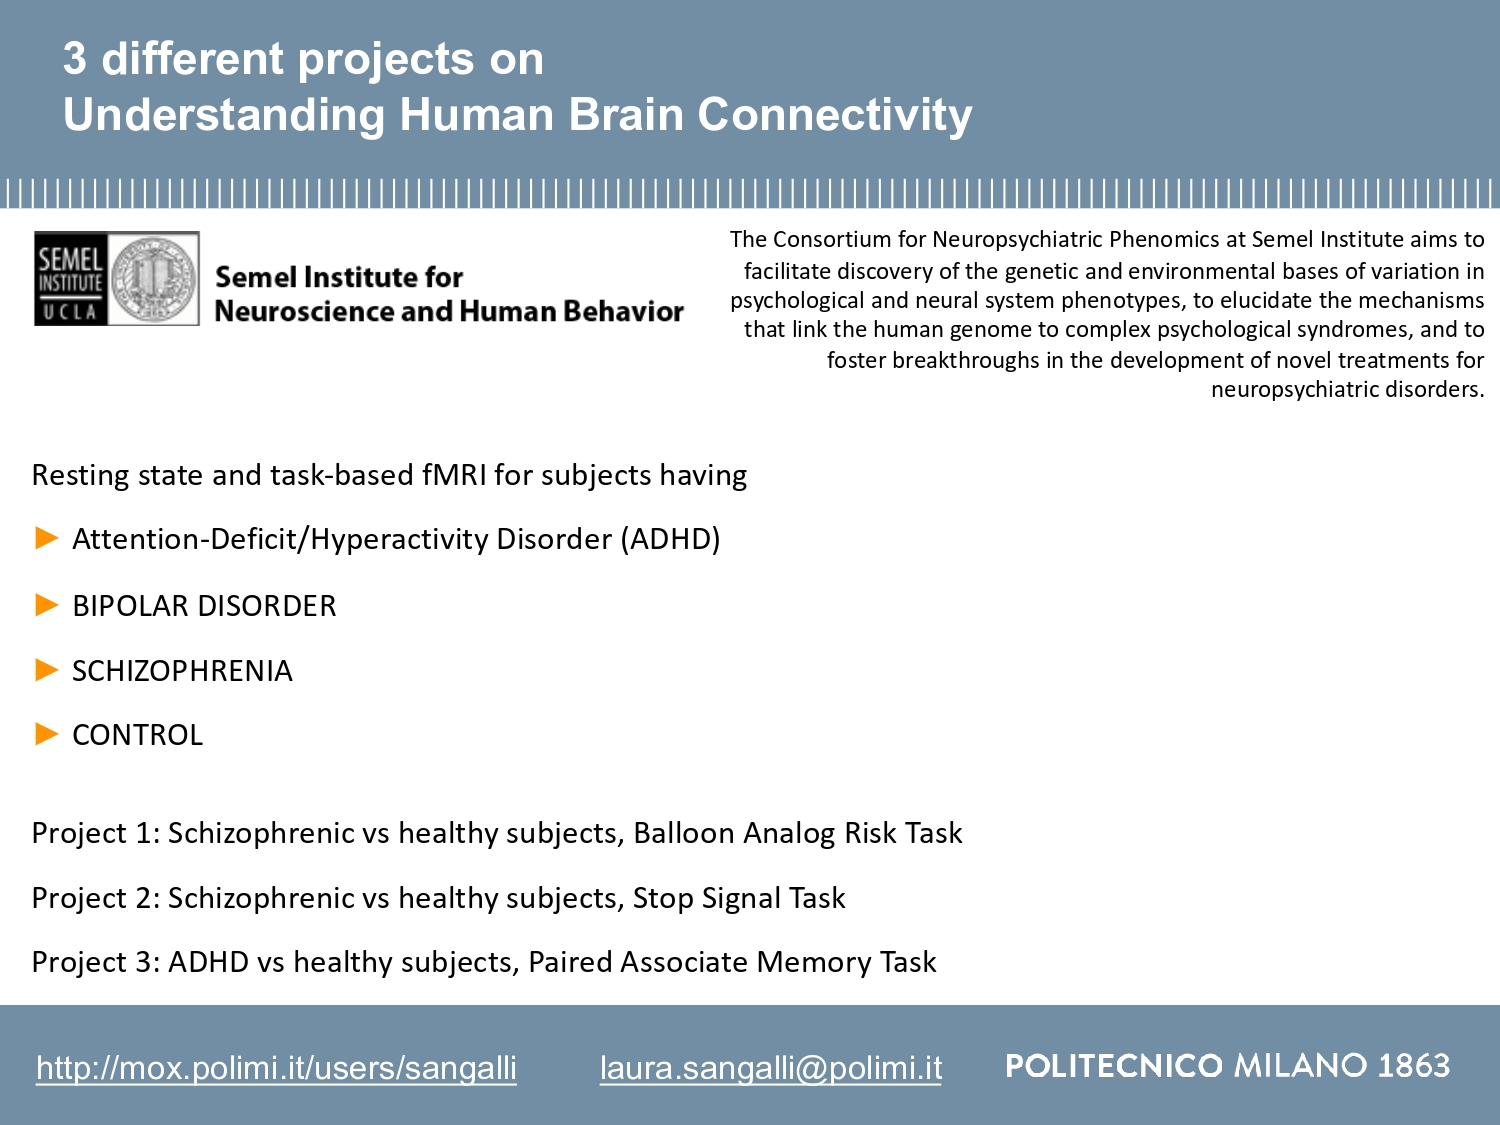 3 different projects on
Understanding Human Brain Connectivity
SEMEL
INSTITUTE
UCLA
Semel Institute for
Neuroscience and Human Behavior
The Consortium for Neuropsychiatric Phenomics at Semel Institute aims to
facilitate discovery of the genetic and environmental bases of variation in
psychological and neural system phenotypes, to elucidate the mechanisms
that link the human genome to complex psychological syndromes, and to
foster breakthroughs in the development of novel treatments for
neuropsychiatric disorders.
Resting state and task-based fMRI for subjects having
► Attention-Deficit/Hyperactivity Disorder (ADHD)
► BIPOLAR DISORDER
► SCHIZOPHRENIA
► CONTROL
Project 1: Schizophrenic vs healthy subjects, Balloon Analog Risk Task
Project 2: Schizophrenic vs healthy subjects, Stop Signal Task
Project 3: ADHD vs healthy subjects, Paired Associate Memory Task
http://mox.polimi.it/users/sangalli laura.sangalli@polimi.it POLITECNICO MILANO 1863